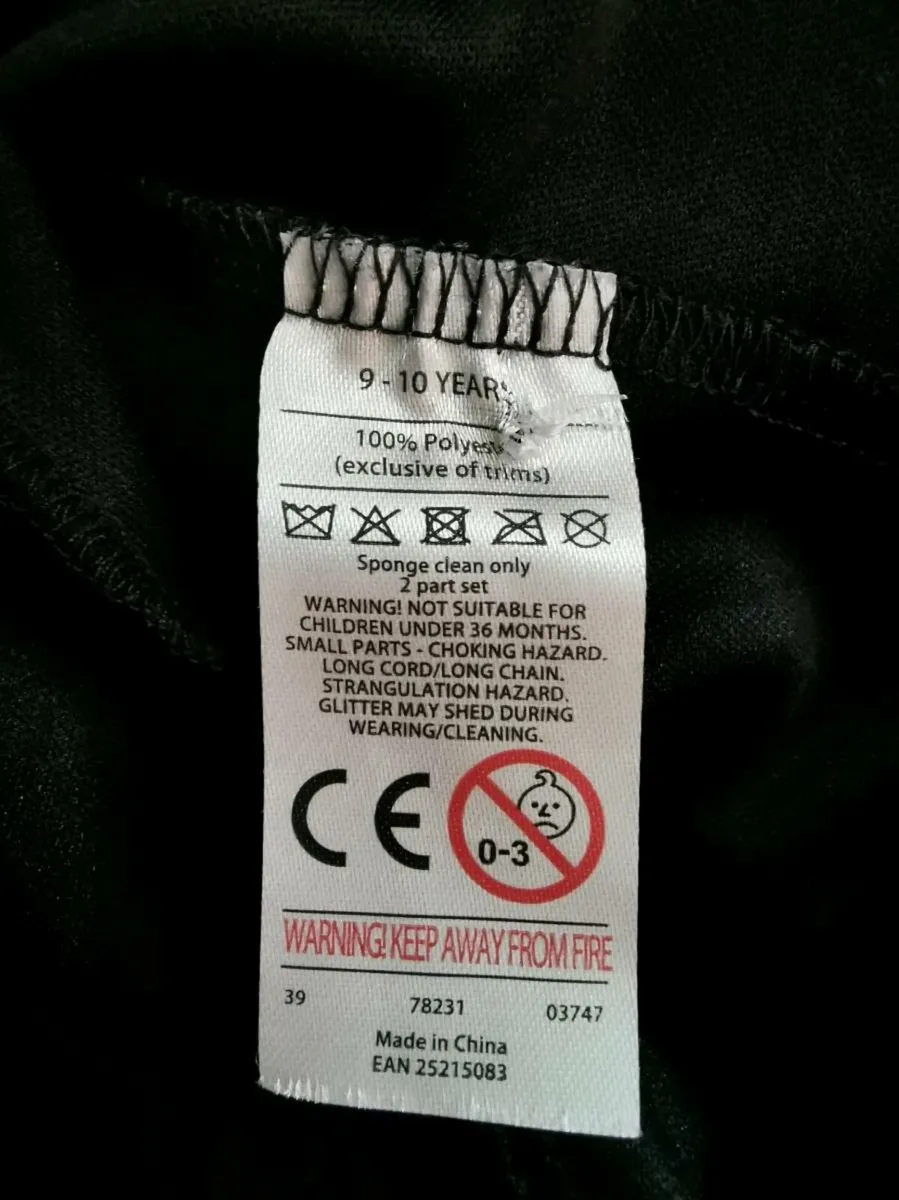 9 - 10 YEARS
100% Polyester
(exclusive of trims)
Sponge clean only
2 part set
WARNING! NOT SUITABLE FOR
CHILDREN UNDER 36 MONTHS.
SMALL PARTS - CHOKING HAZARD.
LONG CORD/LONG CHAIN.
STRANGULATION HAZARD.
GLITTER MAY SHED DURING
WEARING/CLEANING.
CE
0-3
WARNING! KEEP AWAY FROM FIRE
39 78231 03747
Made in China
EAN 25215083